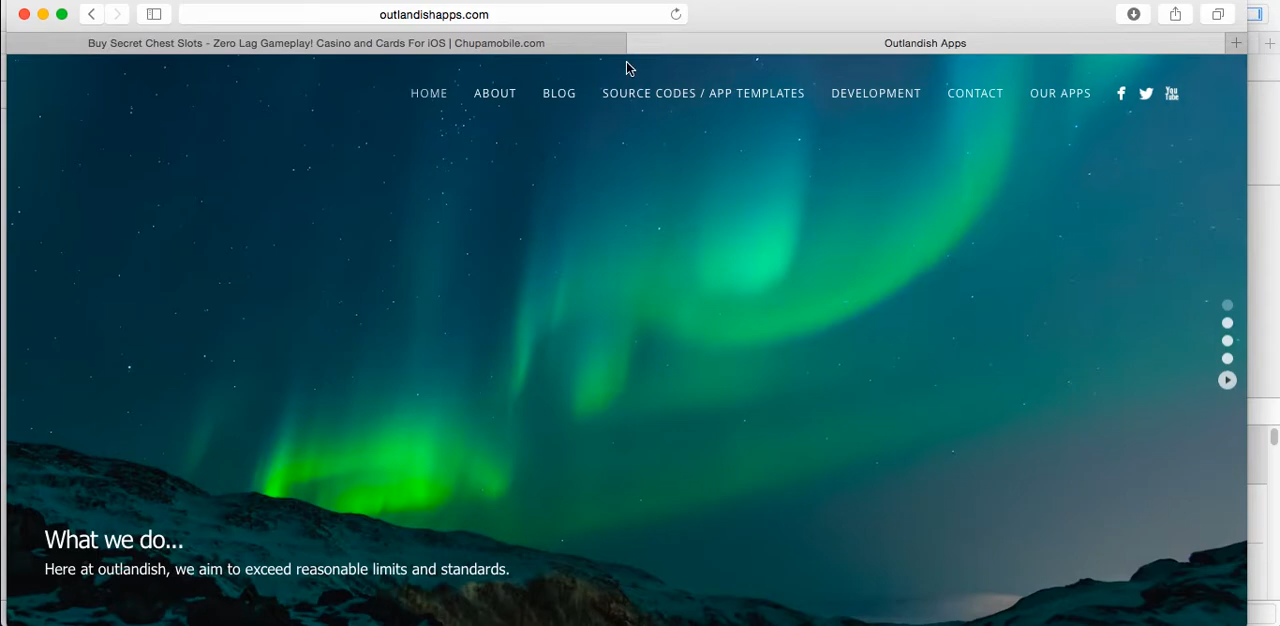 outlandishapps.com
Buy Secret Chest Slots - Zero Lag Gameplay! Casino and Cards For iOS | Chupamobile.com
Outlandish Apps
HOME ABOUT BLOG SOURCE CODES / APP TEMPLATES DEVELOPMENT CONTACT OUR APPS You Tube
What we do...
Here at outlandish, we aim to exceed reasonable limits and standards.